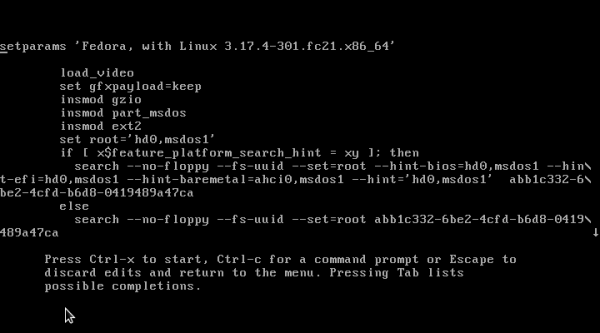 setparams 'Fedora, with Linux 3.17.4-301.fc21.x86_64'
load_video
set gfxpayload=keep
insmod gzio
insmod part_msdos
insmod ext2
set root='hd0,msdos1'
if [ x$feature_platform_search_hint = xy ]; then
search --no-floppy --fs-uuid --set=root --hint-bios=hd0,msdos1 --hin\
t-efi=hd0,msdos1 --hint-baremetal=ahci0,msdos1 --hint='hd0,msdos1'  abb1c332-6\
be2-4cfd-b6d8-0419489a47ca
else
search --no-floppy --fs-uuid --set=root abb1c332-6be2-4cfd-b6d8-0419\
489a47ca ↓
Press Ctrl-x to start, Ctrl-c for a command prompt or Escape to
discard edits and return to the menu. Pressing Tab lists
possible completions.